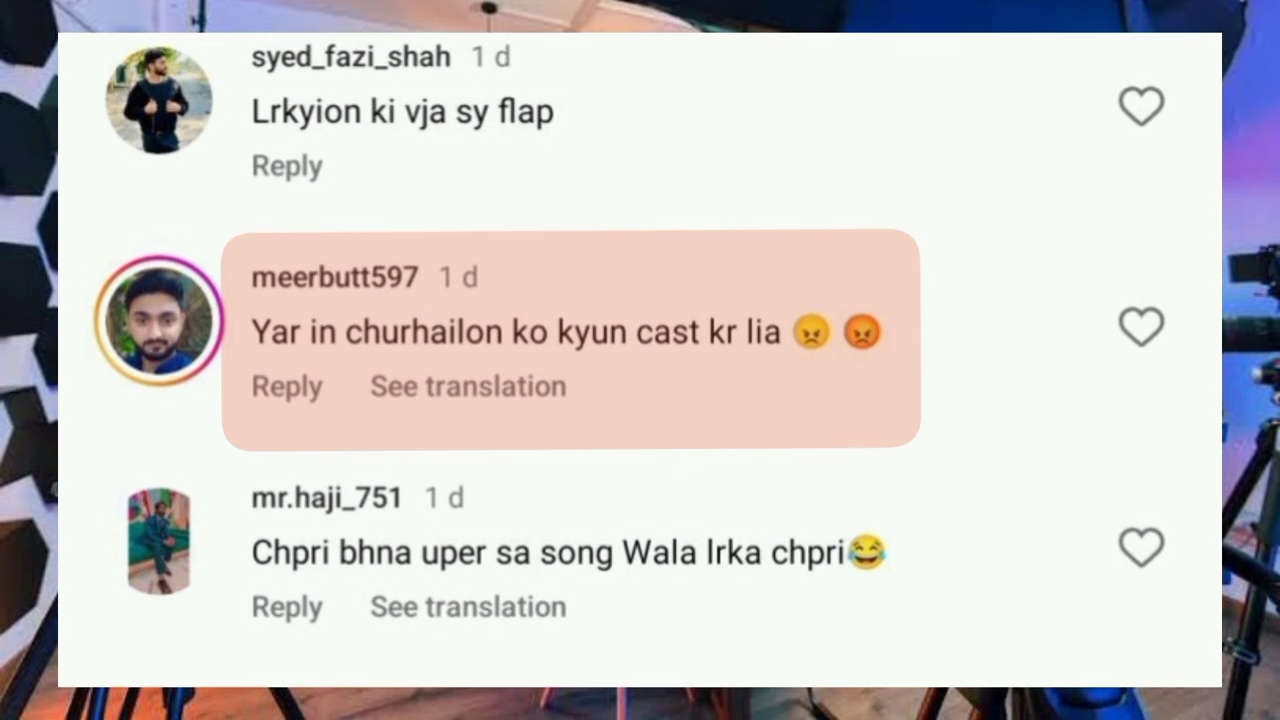 syed_fazi_shah 1 d
Lrkyion ki vja sy flap
Reply
meerbutt597 1 d
Yar in churhailon ko kyun cast kr lia 😠 😡
Reply See translation
mr.haji_751 1 d
Chpri bhna uper sa song Wala lrka chpri😂
Reply See translation